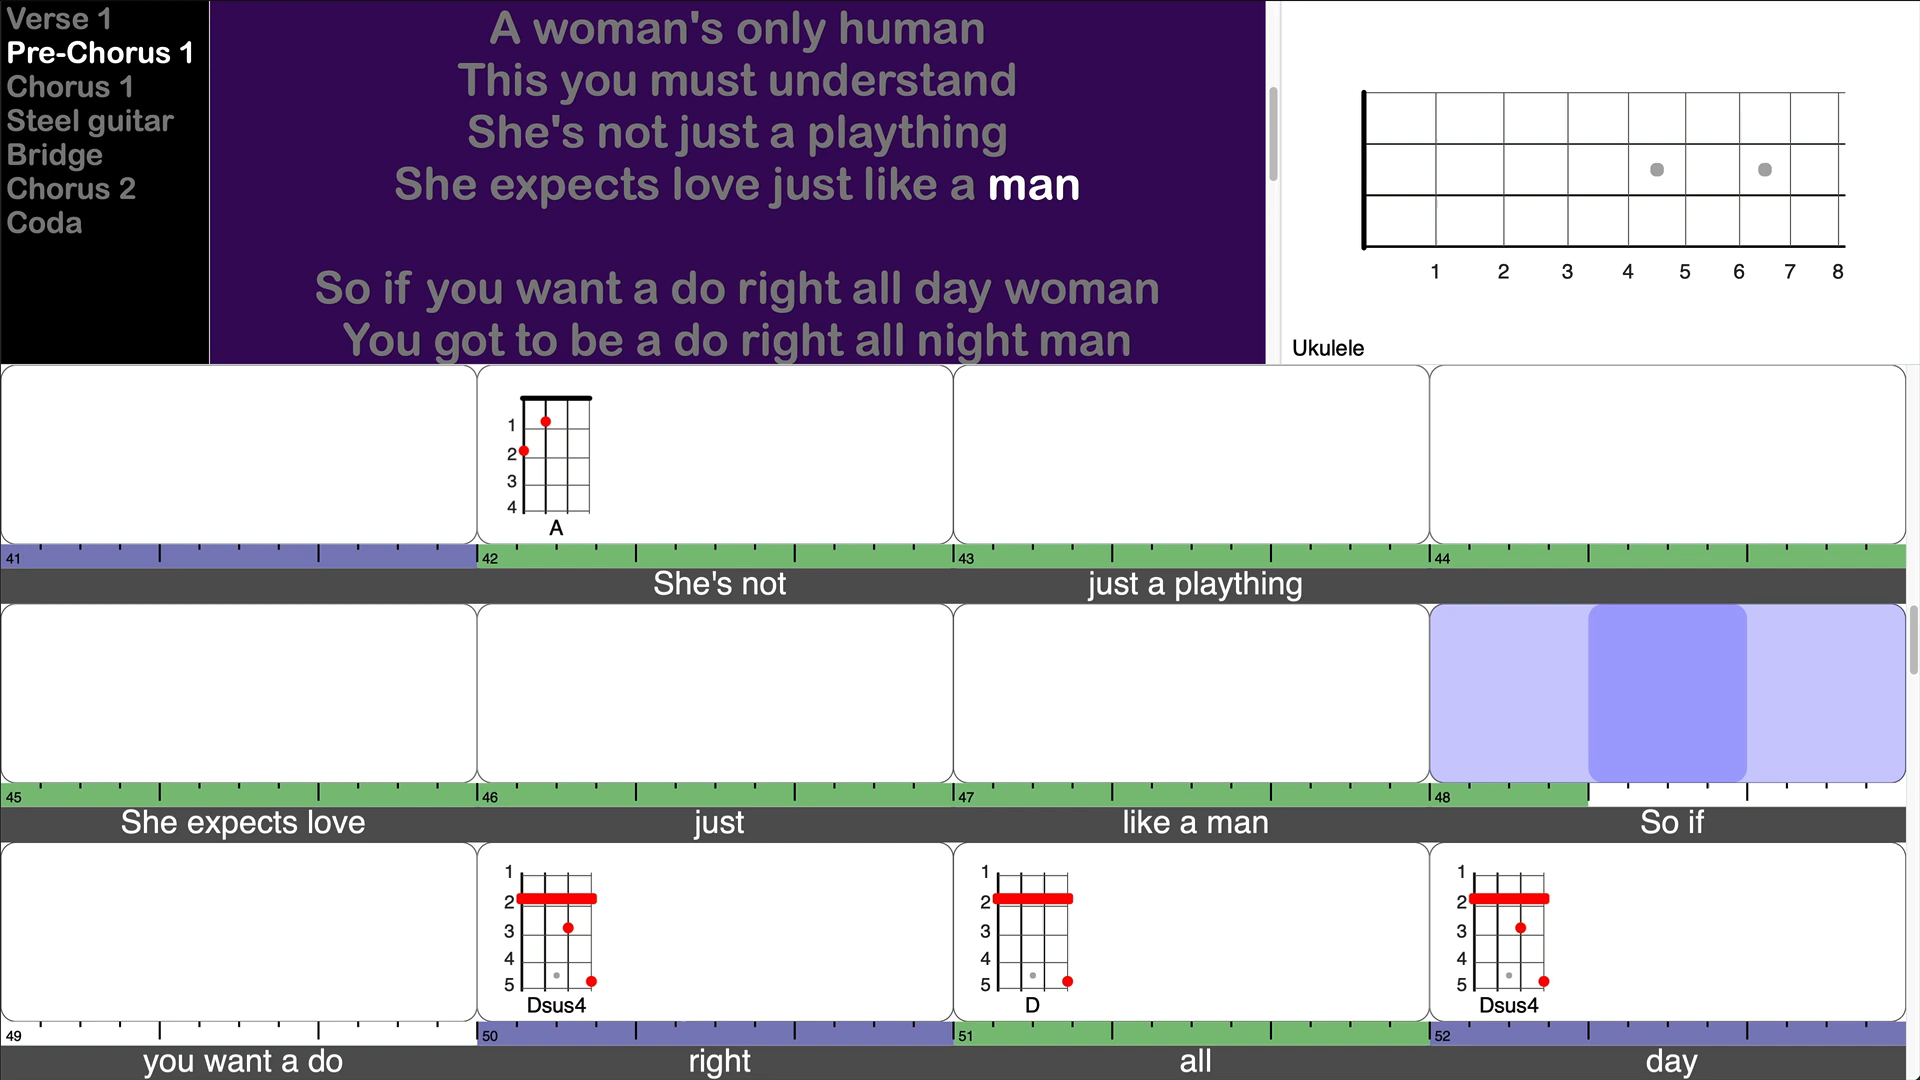 Verse 1
Pre-Chorus 1
Chorus 1
Steel guitar
Bridge
Chorus 2
Coda
A woman's only human
This you must understand
She's not just a plaything
She expects love just like a man
So if you want a do right all day woman
You got to be a do right all night man
1 2 3 4 5 6 7 8
Ukulele
1
2
3
4
A
41 42 43 44
She's not just a plaything
45 46 47 48
She expects love just like a man So if
1 1 1
2 2 2
3 3 3
4 4 4
5 5 5
Dsus4 D Dsus4
49 50 51 52
you want a do right all day